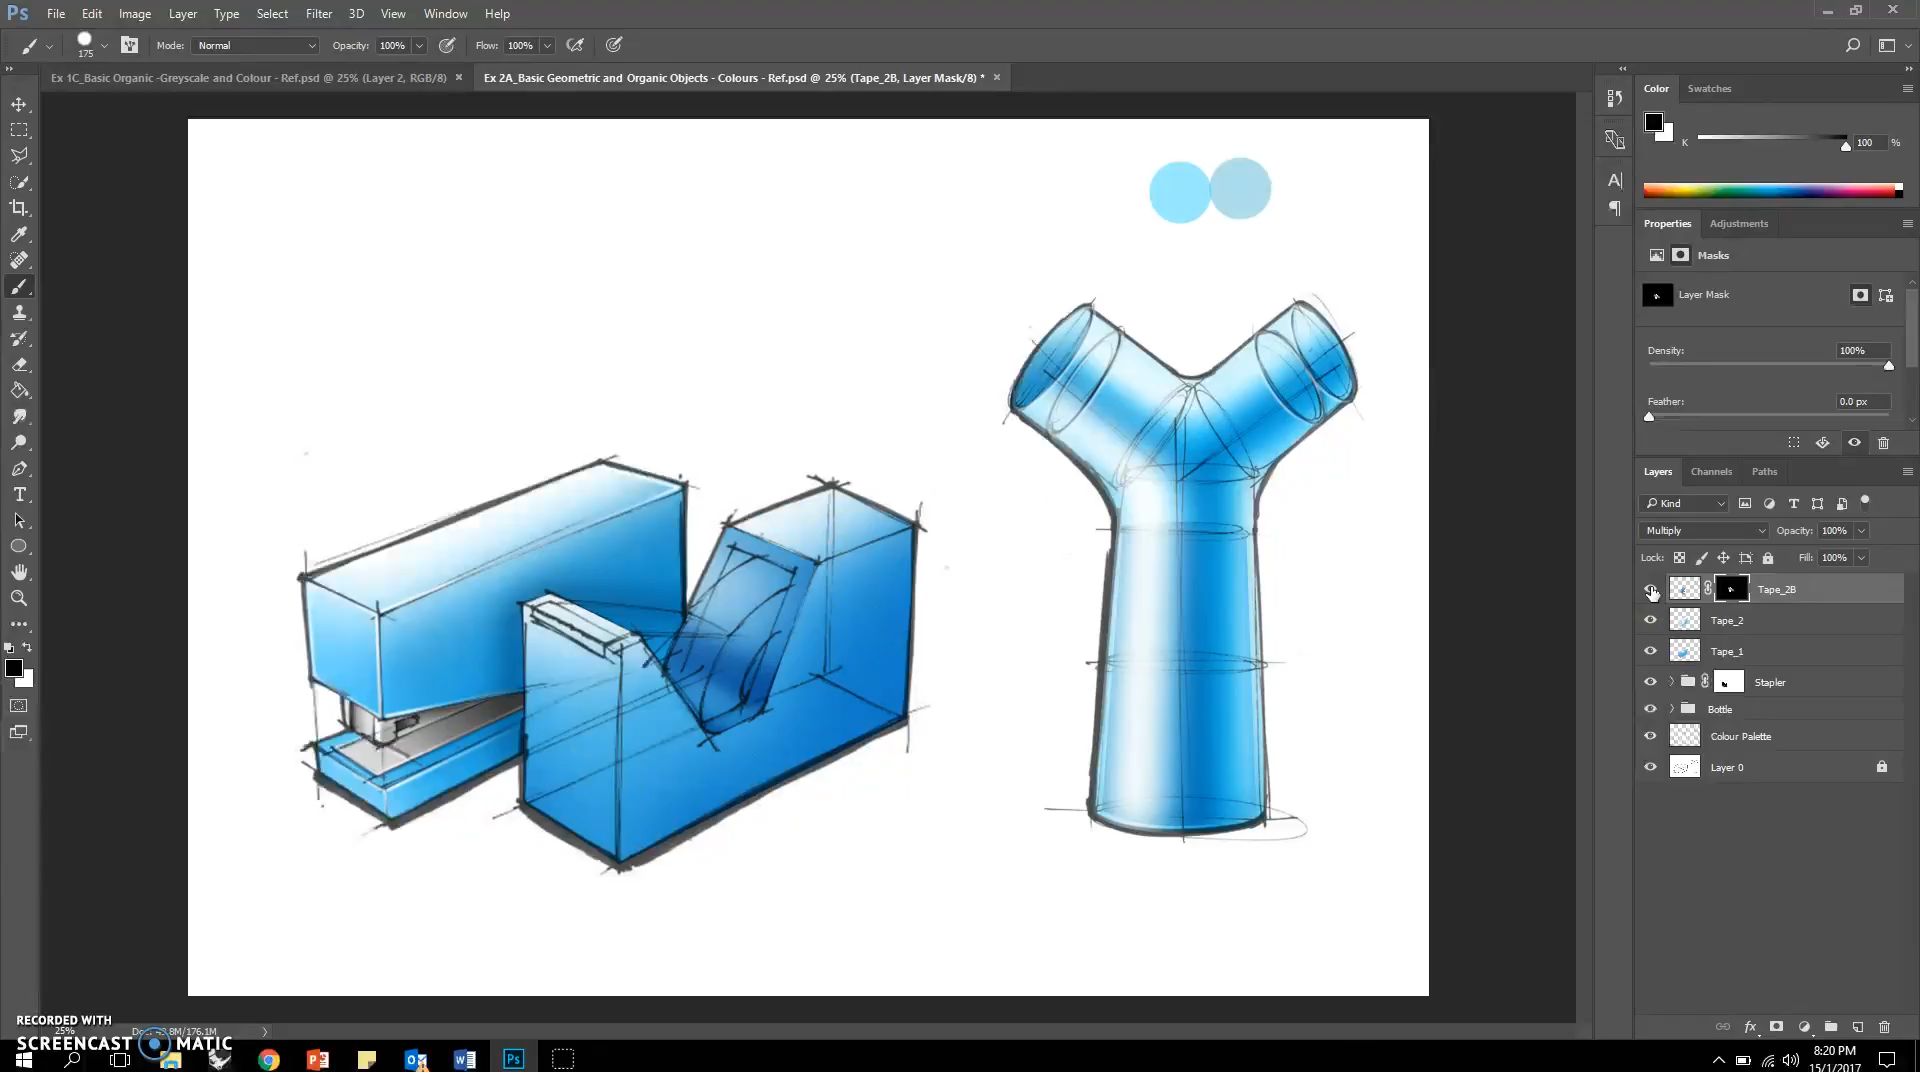 Ps File Edit Image Layer Type Select Filter 3D View Window Help
175 Mode: Normal Opacity: 100% Flow: 100%
Ex 1C_Basic Organic -Greyscale and Colour - Ref.psd @ 25% (Layer 2, RGB/8) × Ex 2A_Basic Geometric and Organic Objects - Colours - Ref.psd @ 25% (Tape_2B, Layer Mask/8) * ×
Color Swatches
K 100 %
Properties Adjustments
Masks
Layer Mask
Density: 100%
Feather: 0.0 px
Layers Channels Paths
Kind
Multiply Opacity: 100%
Lock: Fill: 100%
Tape_2B
Tape_2
Tape_1
Stapler
Bottle
Colour Palette
Layer 0
RECORDED WITH
25%
SCREENCAST MATIC
8:20 PM
15/1/2017